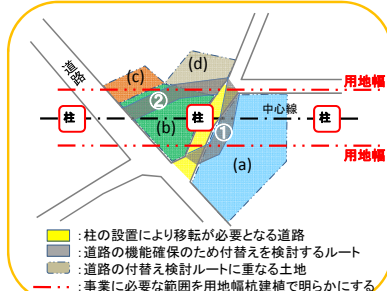 (c)
(d)
道路
②
用地幅
中心線
柱
柱
柱
(b)
①
用地幅
(a)
：柱の設置により移転が必要となる道路
：道路の機能確保のため付替えを検討するルート
：道路の付替え検討ルートに重なる土地
：事業に必要な範囲を用地幅杭建植で明らかにする